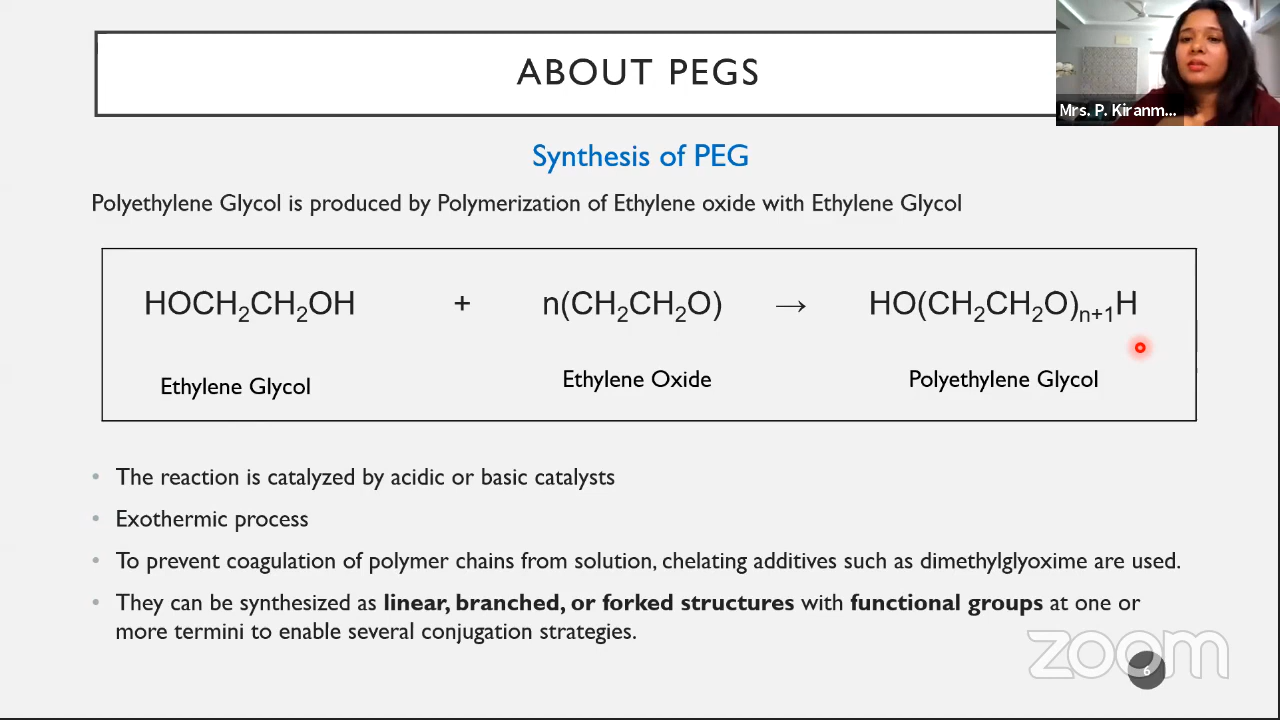 ABOUT PEGS
Mrs. P. Kiranm...
Synthesis of PEG
Polyethylene Glycol is produced by Polymerization of Ethylene oxide with Ethylene Glycol
HOCH₂CH₂OH + n(CH₂CH₂O) → HO(CH₂CH₂O)ₙ₊₁H
Ethylene Glycol Ethylene Oxide Polyethylene Glycol
• The reaction is catalyzed by acidic or basic catalysts
• Exothermic process
• To prevent coagulation of polymer chains from solution, chelating additives such as dimethylglyoxime are used.
• They can be synthesized as linear, branched, or forked structures with functional groups at one or
more termini to enable several conjugation strategies.
zoom
6